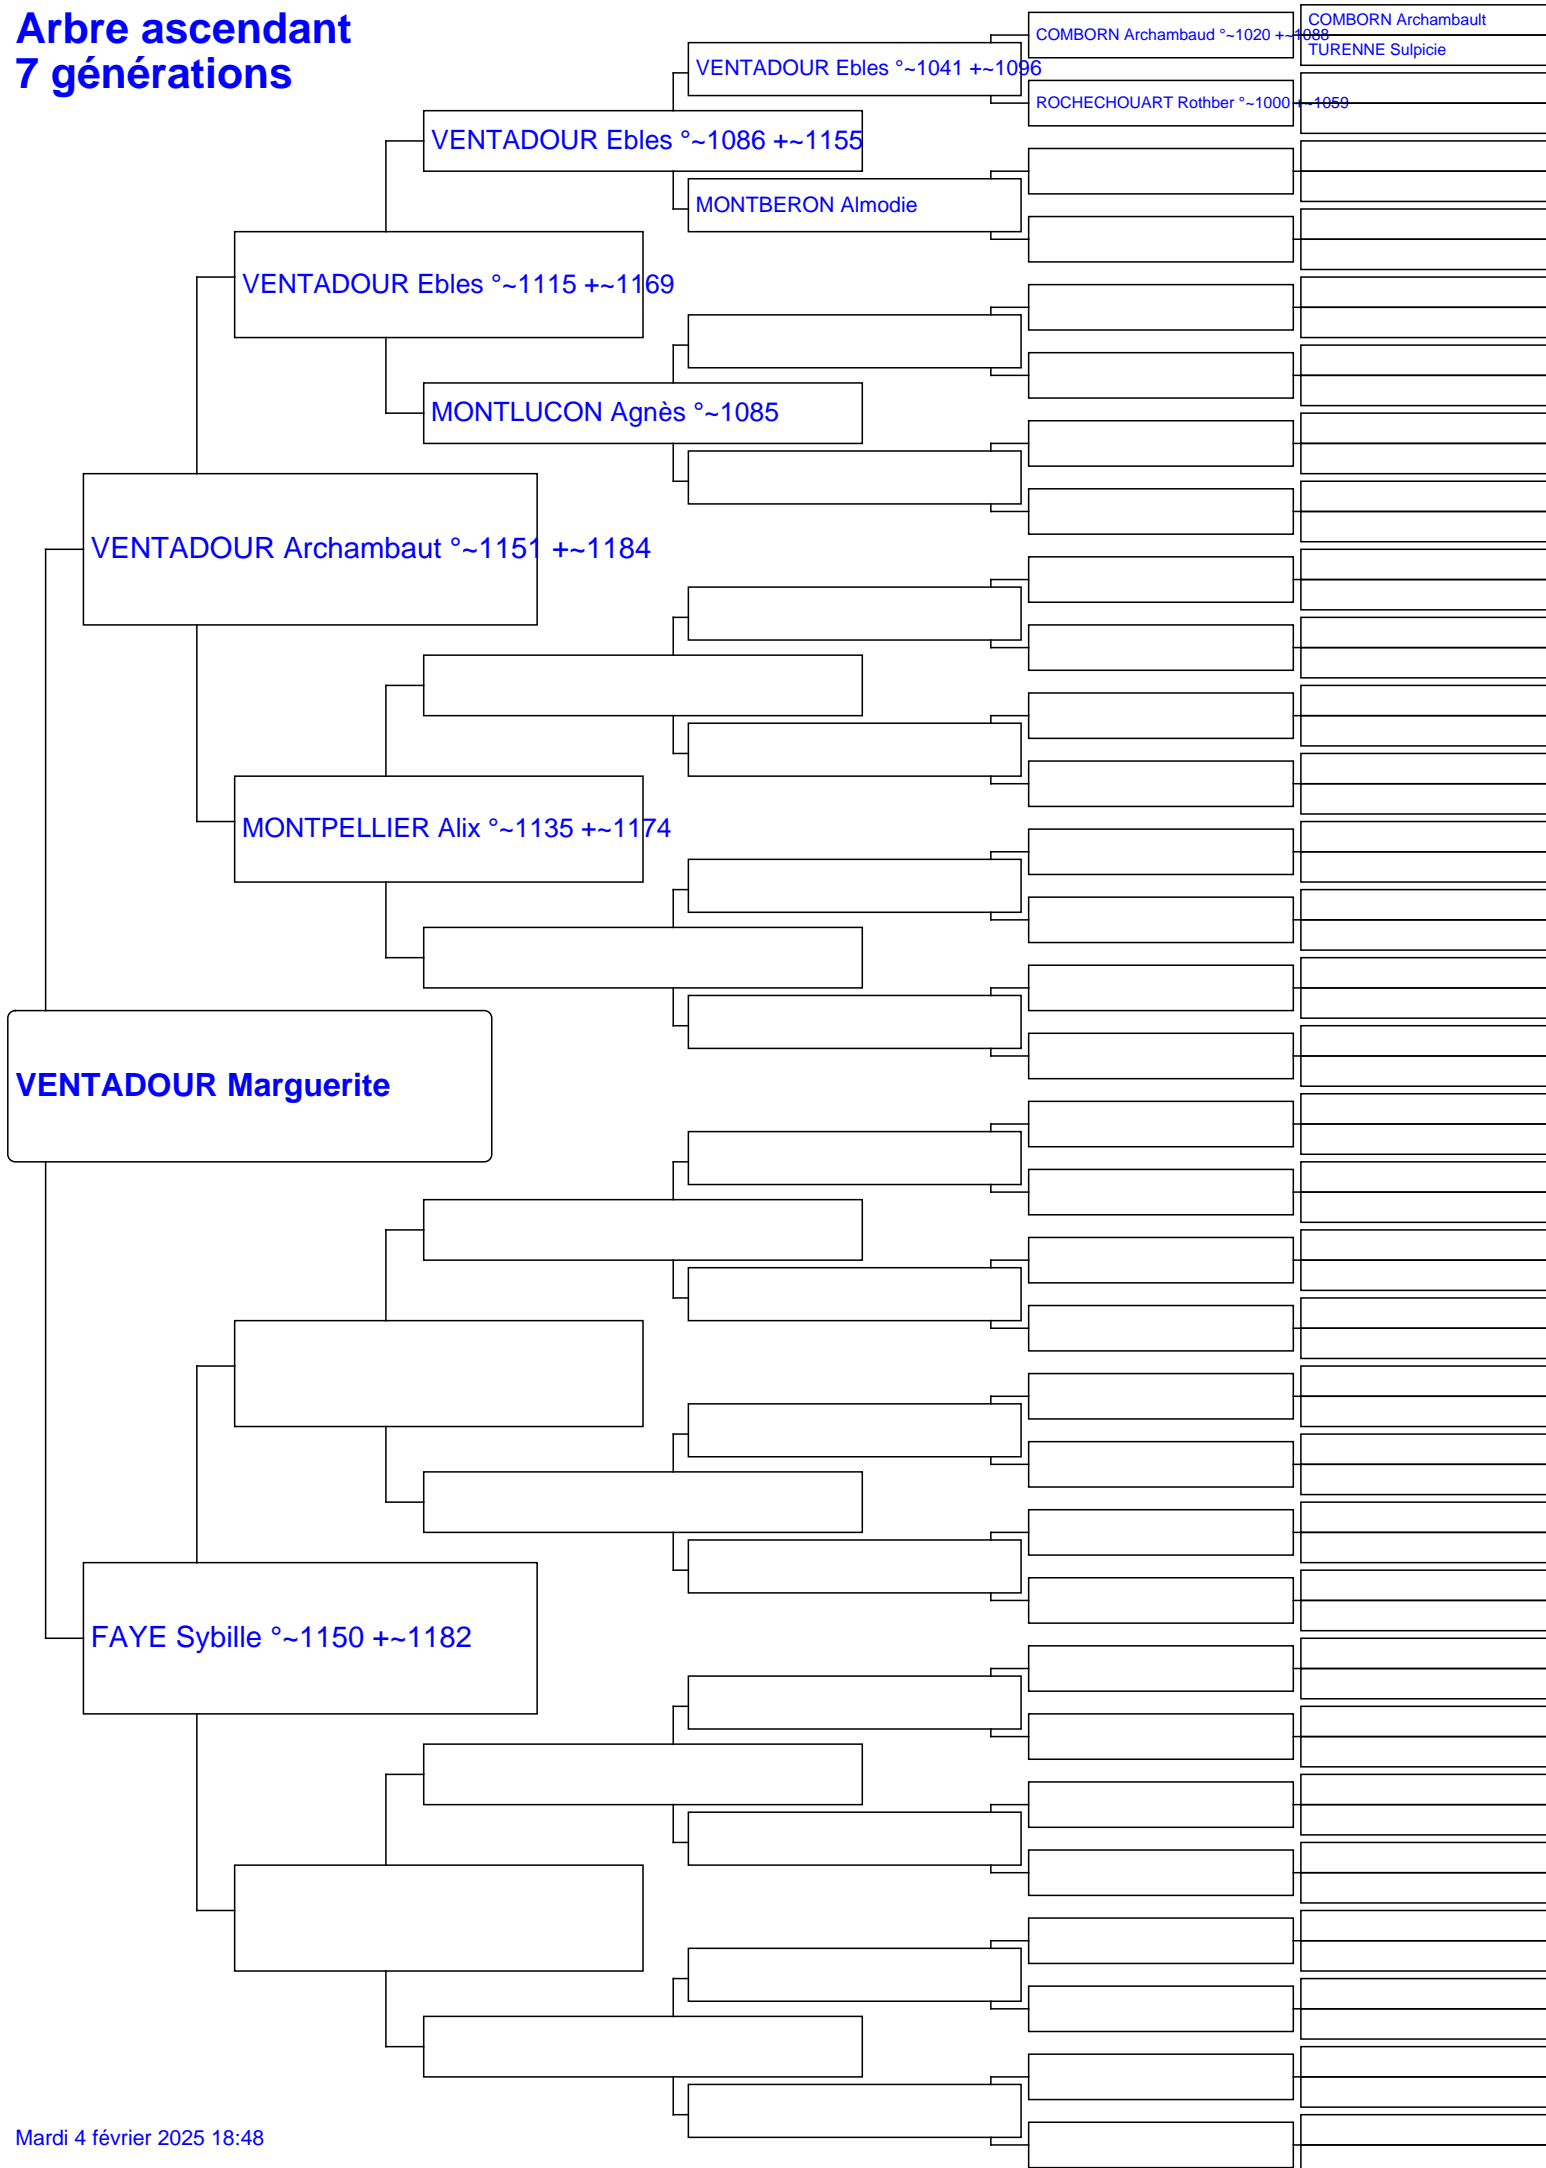 Arbre ascendant
7 générations
COMBORN Archambault
TURENNE Sulpicie
COMBORN Archambaud °~1020 +~1088
VENTADOUR Ebles °~1041 +~1096
ROCHECHOUART Rothber °~1000 +~1059
VENTADOUR Ebles °~1086 +~1155
MONTBERON Almodie
VENTADOUR Ebles °~1115 +~1169
MONTLUCON Agnès °~1085
VENTADOUR Archambaut °~1151 +~1184
MONTPELLIER Alix °~1135 +~1174
VENTADOUR Marguerite
FAYE Sybille °~1150 +~1182
Mardi 4 février 2025 18:48